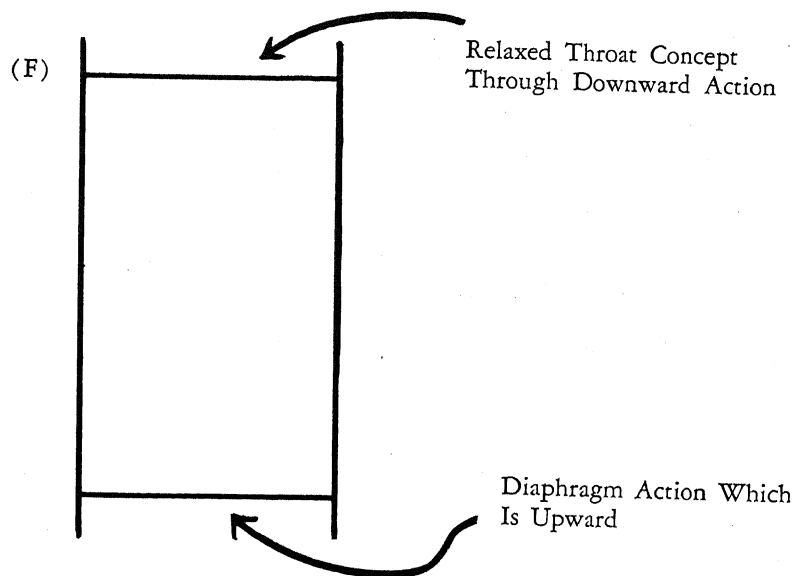 (F)
Relaxed Throat Concept
Through Downward Action
Diaphragm Action Which
Is Upward